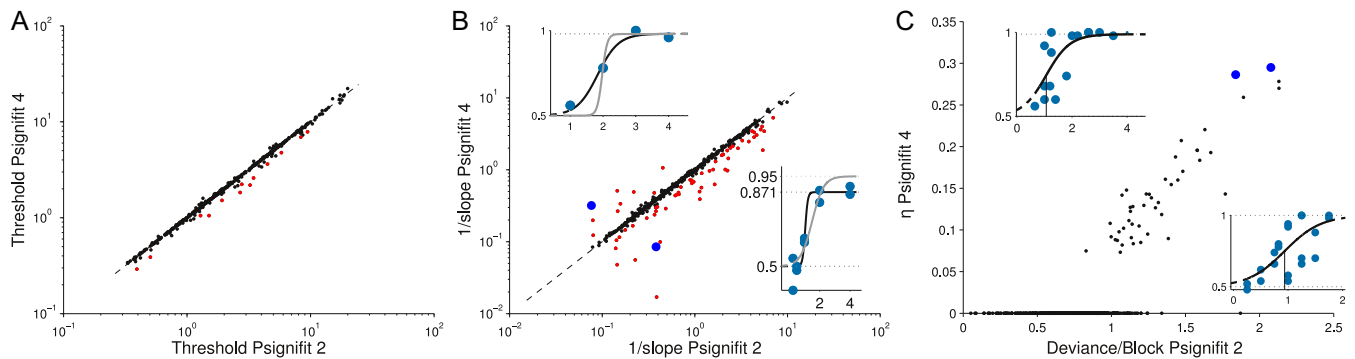 A
Threshold Psignifit 4
10^2
10^1
10^0
10^-1
10^-1
10^0
10^1
10^2
Threshold Psignifit 2
B
1/slope Psignifit 4
10^2
10^1
10^0
10^-1
10^-2
10^-2
10^-1
10^0
10^1
10^2
1/slope Psignifit 2
1
0.5
1 2 3 4
0.95
0.871
0.5
2 4
C
η Psignifit 4
0.35
0.3
0.25
0.2
0.15
0.1
0.05
0
0 0.5 1 1.5 2 2.5
Deviance/Block Psignifit 2
1
0.5
0 2 4
1
0.5
0 1 2